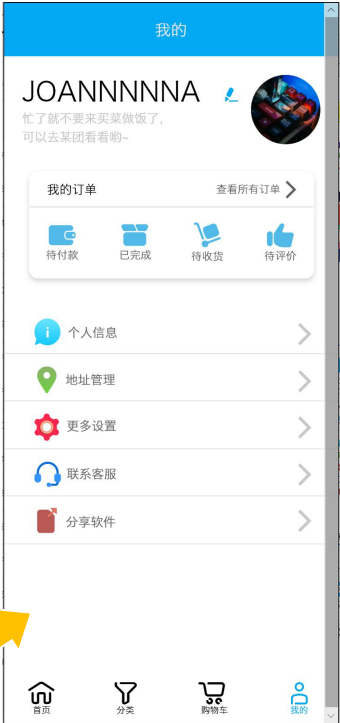 我的
JOANNNNNA
忙了就不要来买菜做饭了,
可以去某团看看哟~
我的订单 查看所有订单
待付款 已完成 待收货 待评价
个人信息
地址管理
更多设置
联系客服
分享软件
首页 分类 购物车 我的